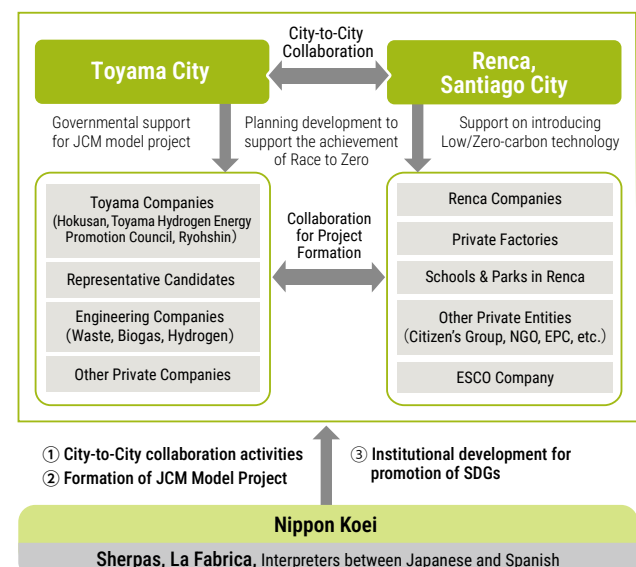 City-to-City
Collaboration
Toyama City
Renca,
Santiago City
Governmental support
for JCM model project
Planning development to
support the achievement
of Race to Zero
Support on introducing
Low/Zero-carbon technology
Toyama Companies
(Hokusan, Toyama Hydrogen Energy
Promotion Council, Ryohshin)
Representative Candidates
Engineering Companies
(Waste, Biogas, Hydrogen)
Other Private Companies
Collaboration
for Project
Formation
Renca Companies
Private Factories
Schools & Parks in Renca
Other Private Entities
(Citizen's Group, NGO, EPC, etc.)
ESCO Company
① City-to-City collaboration activities
② Formation of JCM Model Project
③ Institutional development for
promotion of SDGs
Nippon Koei
Sherpas, La Fabrica, Interpreters between Japanese and Spanish